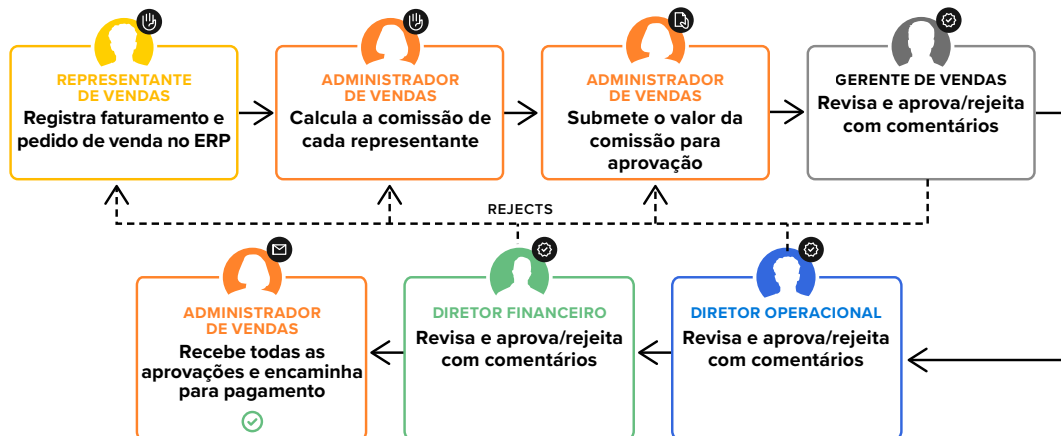 REPRESENTANTE
DE VENDAS
Registra faturamento e
pedido de venda no ERP
ADMINISTRADOR
DE VENDAS
Calcula a comissão de
cada representante
ADMINISTRADOR
DE VENDAS
Submete o valor da
comissão para
aprovação
GERENTE DE VENDAS
Revisa e aprova/rejeita
com comentários
REJECTS
ADMINISTRADOR
DE VENDAS
Recebe todas as
aprovações e encaminha
para pagamento
DIRETOR FINANCEIRO
Revisa e aprova/rejeita
com comentários
DIRETOR OPERACIONAL
Revisa e aprova/rejeita
com comentários